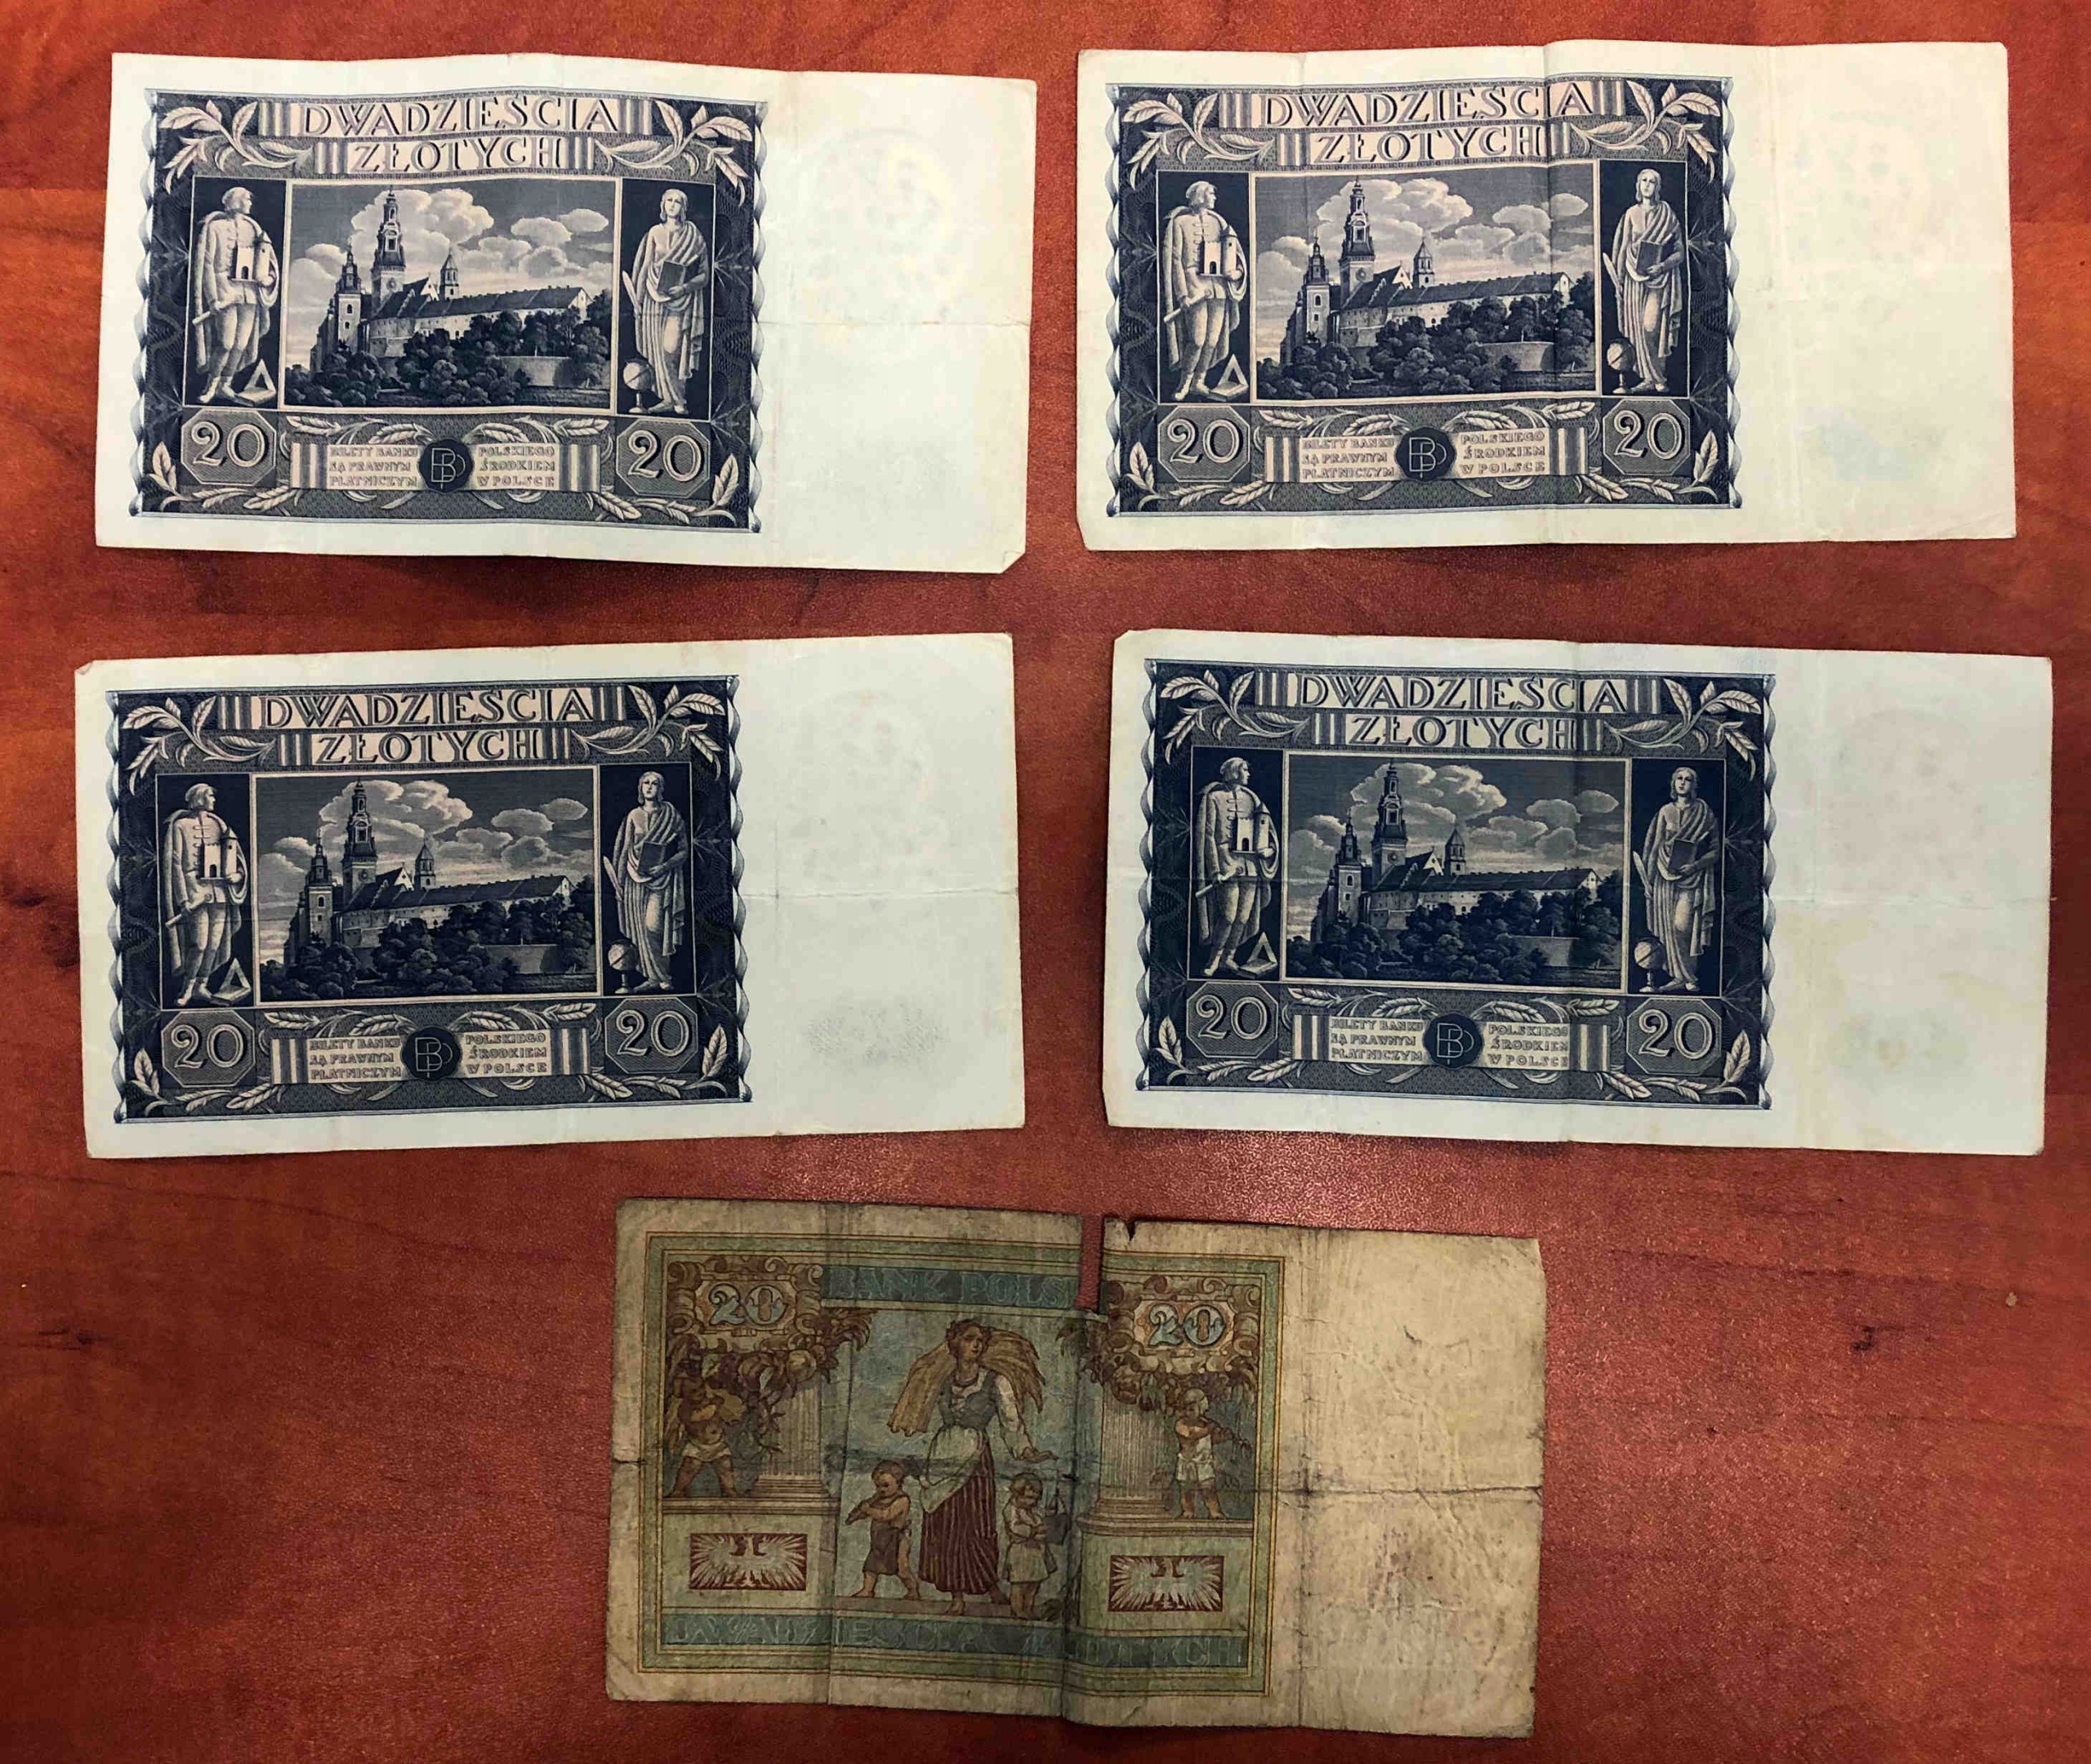 DWADZIEŚCIA
ZŁOTYCH
20
BILETY BANKU POLSKIEGO
SĄ PRAWNYM ŚRODKIEM
PŁATNICZYM W POLSCE
BP
20
DWADZIEŚCIA
ZŁOTYCH
20
BILETY BANKU POLSKIEGO
SĄ PRAWNYM ŚRODKIEM
PŁATNICZYM W POLSCE
BP
20
DWADZIEŚCIA
ZŁOTYCH
20
BILETY BANKU POLSKIEGO
SĄ PRAWNYM ŚRODKIEM
PŁATNICZYM W POLSCE
BP
20
DWADZIEŚCIA
ZŁOTYCH
20
BILETY BANKU POLSKIEGO
SĄ PRAWNYM ŚRODKIEM
PŁATNICZYM W POLSCE
BP
20
20
BANK POLS
20
DWADZIEŚCIA ZŁOTYCH